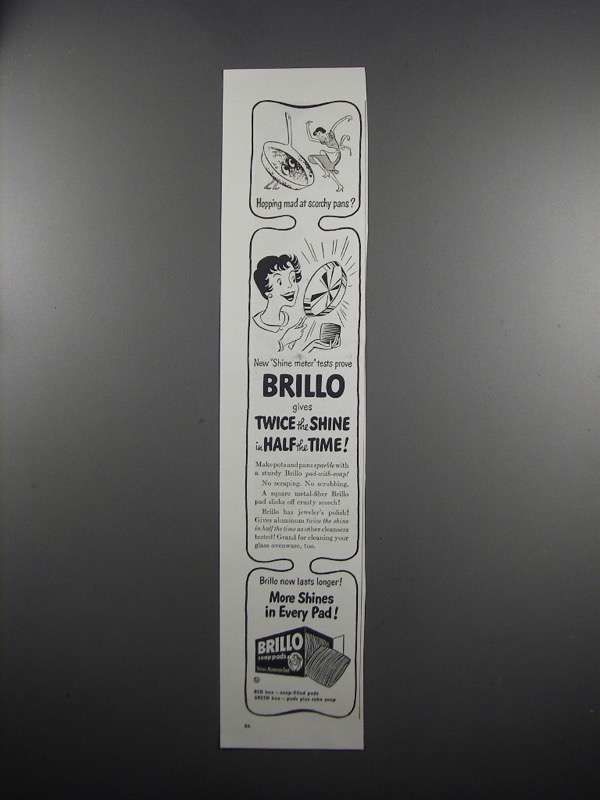 Hopping mad at scorchy pans?
New "Shine meter" tests prove
BRILLO
gives
TWICE the SHINE
in HALF the TIME!
Make pots and pans sparkle with
a sturdy Brillo pad-with-soap!
No scraping. No scrubbing.
A square metal-fiber Brillo
pad slicks off crusty scorch!
Brillo has jeweler's polish!
Gives aluminum twice the shine
in half the time as other cleansers
tested! Grand for cleaning your
glass ovenware, too.
Brillo now lasts longer!
More Shines
in Every Pad!
BRILLO
soap pads
RED box—soap-filled pads
GREEN box—pads plus cake soap